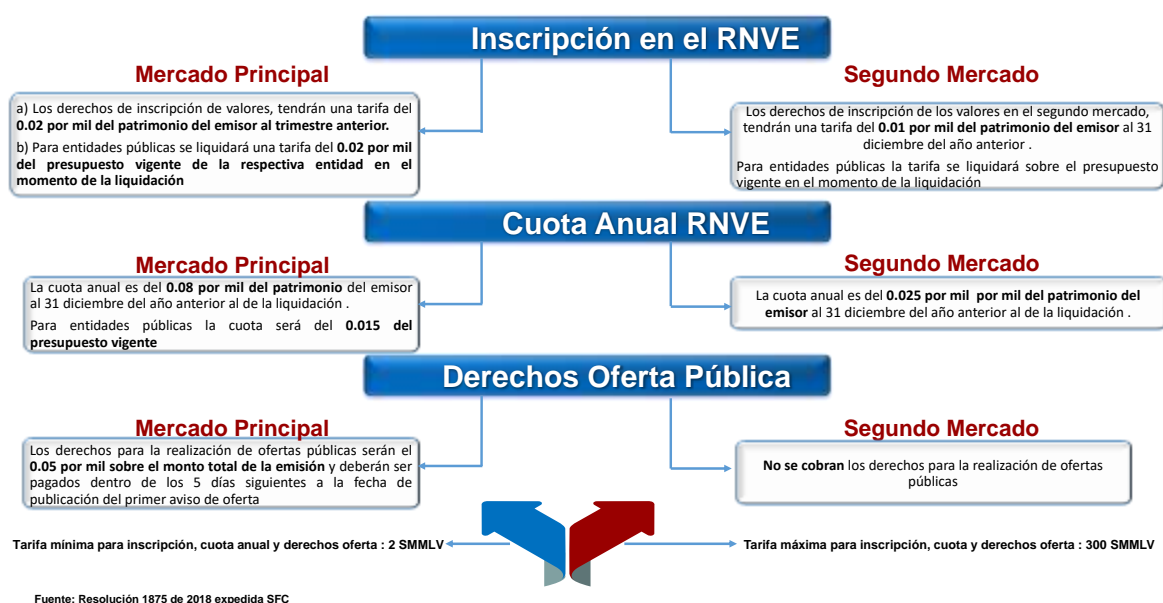 Inscripción en el RNVE
Mercado Principal
a) Los derechos de inscripción de valores, tendrán una tarifa del
0.02 por mil del patrimonio del emisor al trimestre anterior.
b) Para entidades públicas se liquidará una tarifa del 0.02 por mil
del presupuesto vigente de la respectiva entidad en el
momento de la liquidación
Segundo Mercado
Los derechos de inscripción de los valores en el segundo mercado,
tendrán una tarifa del 0.01 por mil del patrimonio del emisor al 31
diciembre del año anterior .
Para entidades públicas la tarifa se liquidará sobre el presupuesto
vigente en el momento de la liquidación
Cuota Anual RNVE
Mercado Principal
La cuota anual es del 0.08 por mil del patrimonio del emisor
al 31 diciembre del año anterior al de la liquidación .
Para entidades públicas la cuota será del 0.015 del
presupuesto vigente
Segundo Mercado
La cuota anual es del 0.025 por mil por mil del patrimonio del
emisor al 31 diciembre del año anterior al de la liquidación .
Derechos Oferta Pública
Mercado Principal
Los derechos para la realización de ofertas públicas serán el
0.05 por mil sobre el monto total de la emisión y deberán ser
pagados dentro de los 5 días siguientes a la fecha de
publicación del primer aviso de oferta
Segundo Mercado
No se cobran los derechos para la realización de ofertas
públicas
Tarifa mínima para inscripción, cuota anual y derechos oferta : 2 SMMLV
Tarifa máxima para inscripción, cuota y derechos oferta : 300 SMMLV
Fuente: Resolución 1875 de 2018 expedida SFC